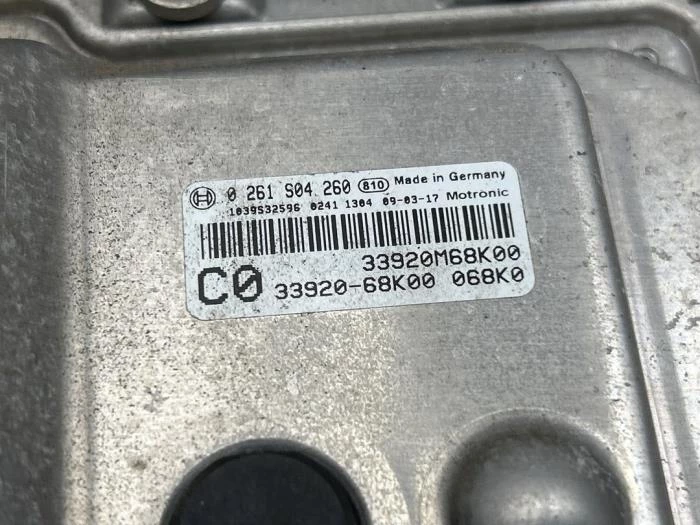 0 261 S04 260 810 Made in Germany
1039S32596 0241 1304 09-03-17 Motronic
33920M68K00
C0 33920-68K00 068K0